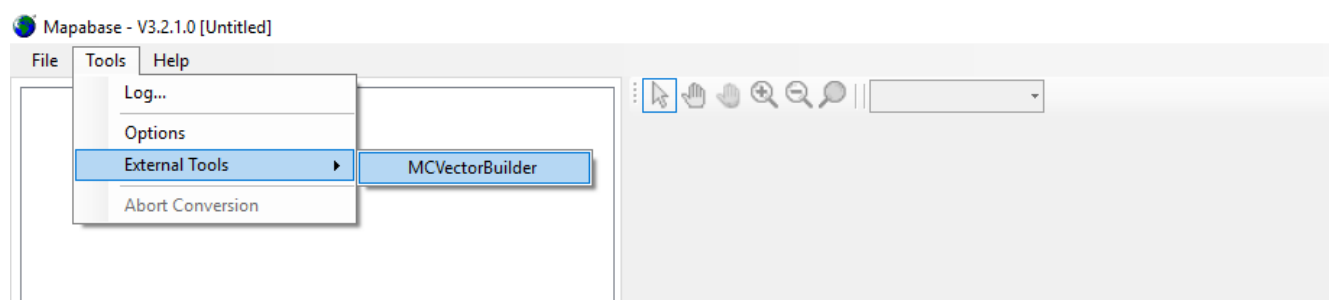 Mapabase - V3.2.1.0 [Untitled]
File Tools Help
Log...
Options
External Tools MCVectorBuilder
Abort Conversion